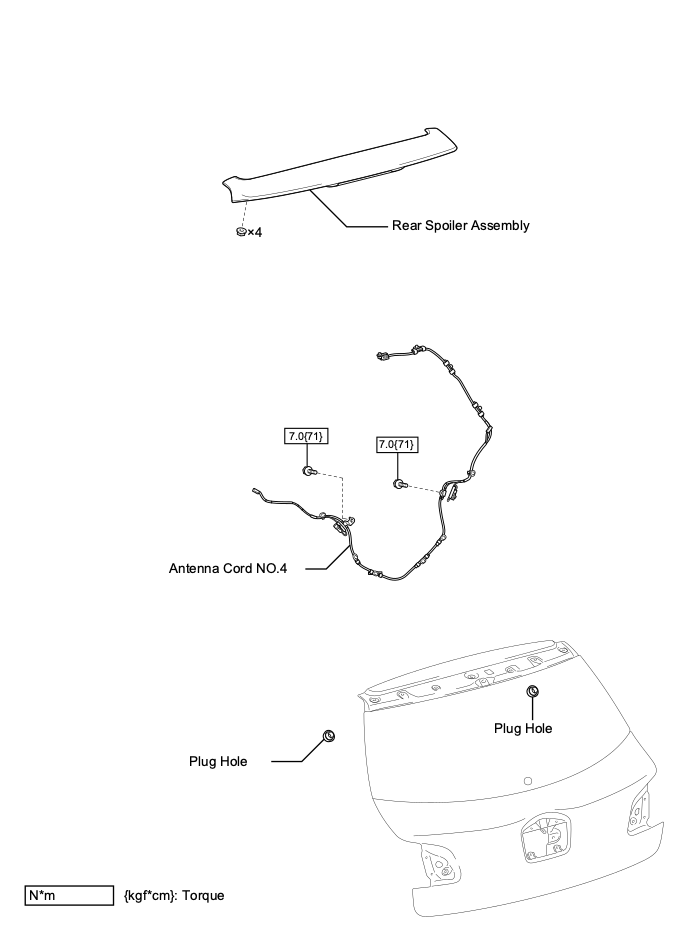 Rear Spoiler Assembly
×4
7.0{71}
7.0{71}
Antenna Cord NO.4
Plug Hole
Plug Hole
N*m {kgf*cm}: Torque